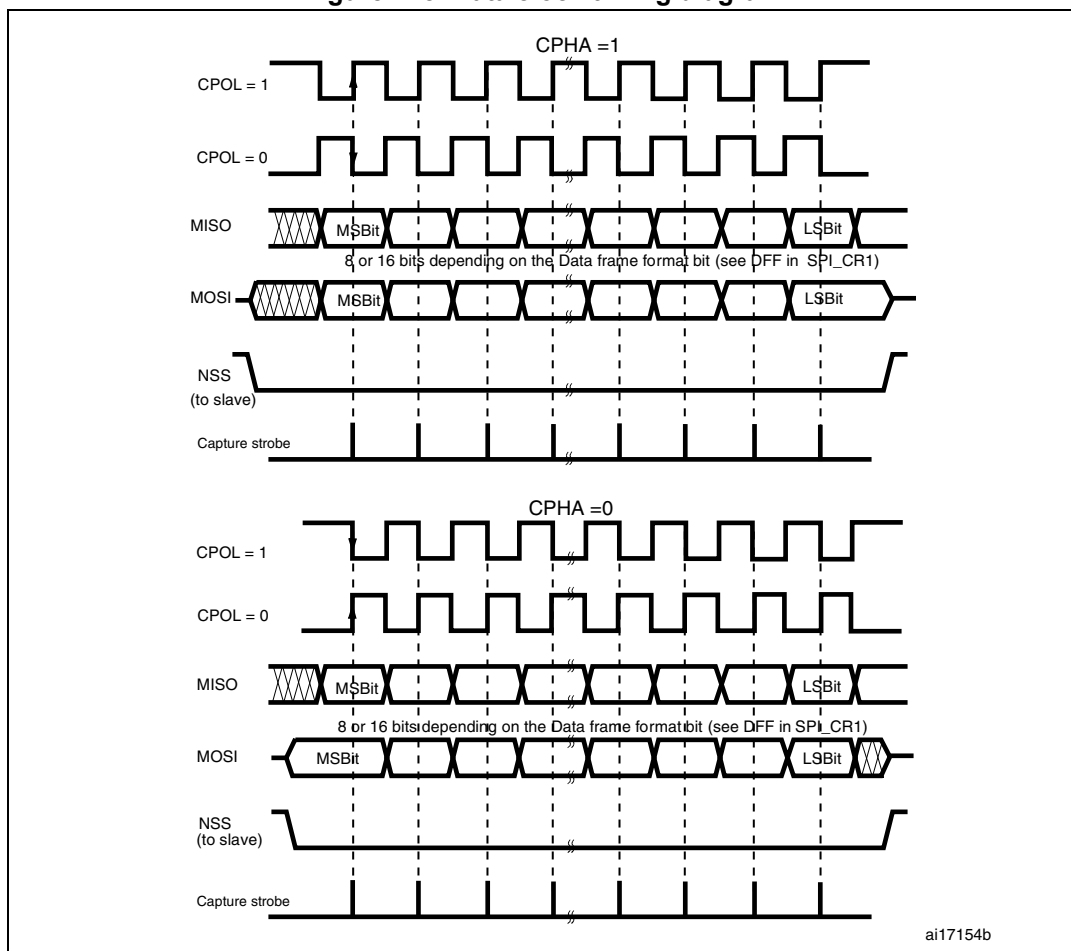 CPHA =1
CPOL = 1
CPOL = 0
MISO
MSBit
LSBit
8 or 16 bits depending on the Data frame format bit (see DFF in SPI_CR1)
MOSI
MSBit
LSBit
NSS
(to slave)
Capture strobe
CPHA =0
CPOL = 1
CPOL = 0
MISO
MSBit
LSBit
8 or 16 bits depending on the Data frame format bit (see DFF in SPI_CR1)
MOSI
MSBit
LSBit
NSS
(to slave)
Capture strobe
ai17154b